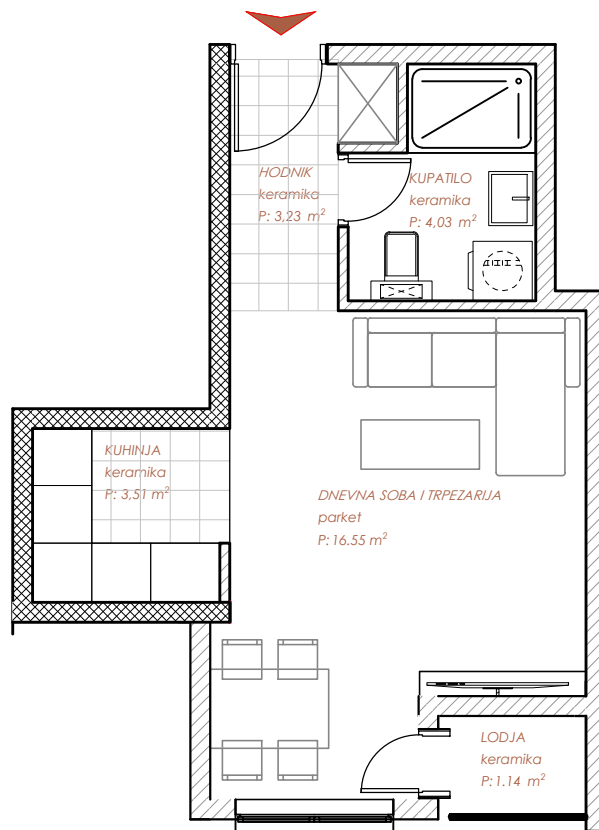 HODNIK
keramika
P: 3,23 m²
KUPATILO
keramika
P: 4,03 m²
KUHINJA
keramika
P: 3,51 m²
DNEVNA SOBA I TRPEZARIJA
parket
P: 16.55 m²
LODJA
keramika
P:1.14 m²